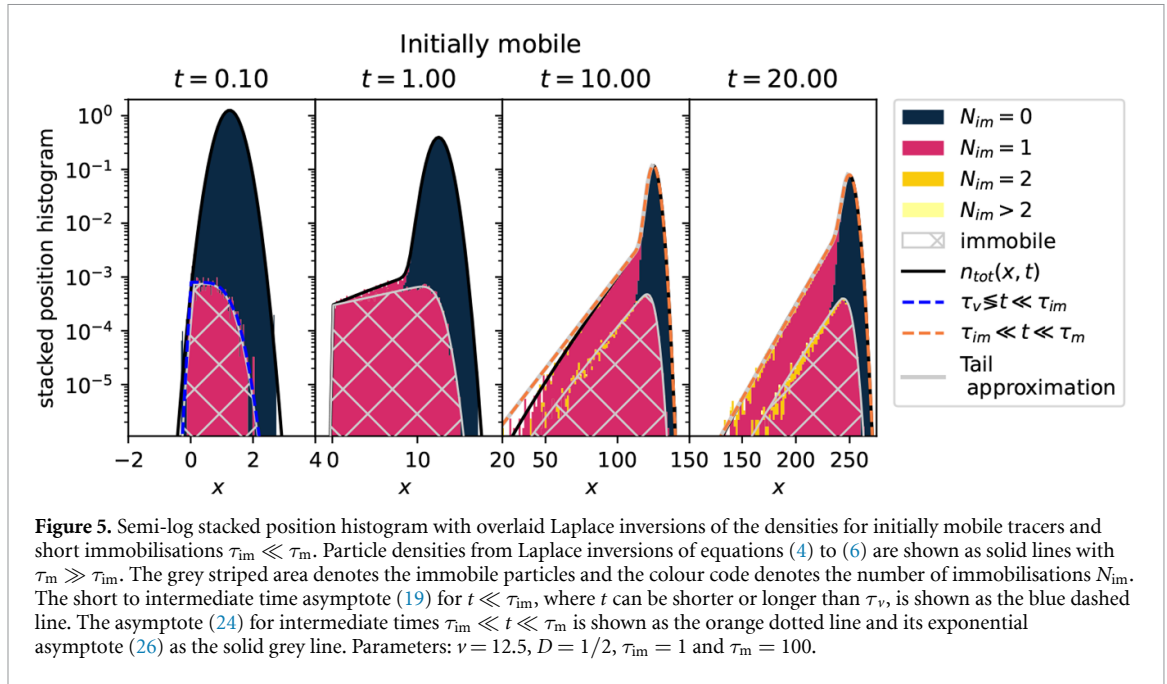 Initially mobile
t = 0.10
t = 1.00
t = 10.00
t = 20.00
stacked position histogram
10⁰
10⁻¹
10⁻²
10⁻³
10⁻⁴
10⁻⁵
−2 0 2 4
0 10 20
50 100 150
150 200 250
x x x x
N_im = 0
N_im = 1
N_im = 2
N_im > 2
immobile
n_tot(x, t)
τ_v ≶ t ≪ τ_im
τ_im ≪ t ≪ τ_m
Tail
approximation
Figure 5. Semi-log stacked position histogram with overlaid Laplace inversions of the densities for initially mobile tracers and
short immobilisations τ_im ≪ τ_m. Particle densities from Laplace inversions of equations (4) to (6) are shown as solid lines with
τ_m ≫ τ_im. The grey striped area denotes the immobile particles and the colour code denotes the number of immobilisations N_im.
The short to intermediate time asymptote (19) for t ≪ τ_im, where t can be shorter or longer than τ_v, is shown as the blue dashed
line. The asymptote (24) for intermediate times τ_im ≪ t ≪ τ_m is shown as the orange dotted line and its exponential
asymptote (26) as the solid grey line. Parameters: v = 12.5, D = 1/2, τ_im = 1 and τ_m = 100.